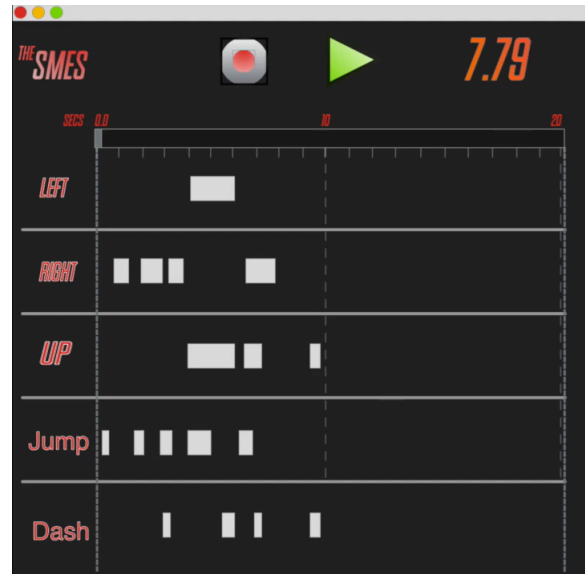 THE SMES
7.79
SECS 0.0 10 20
LEFT
RIGHT
UP
Jump
Dash